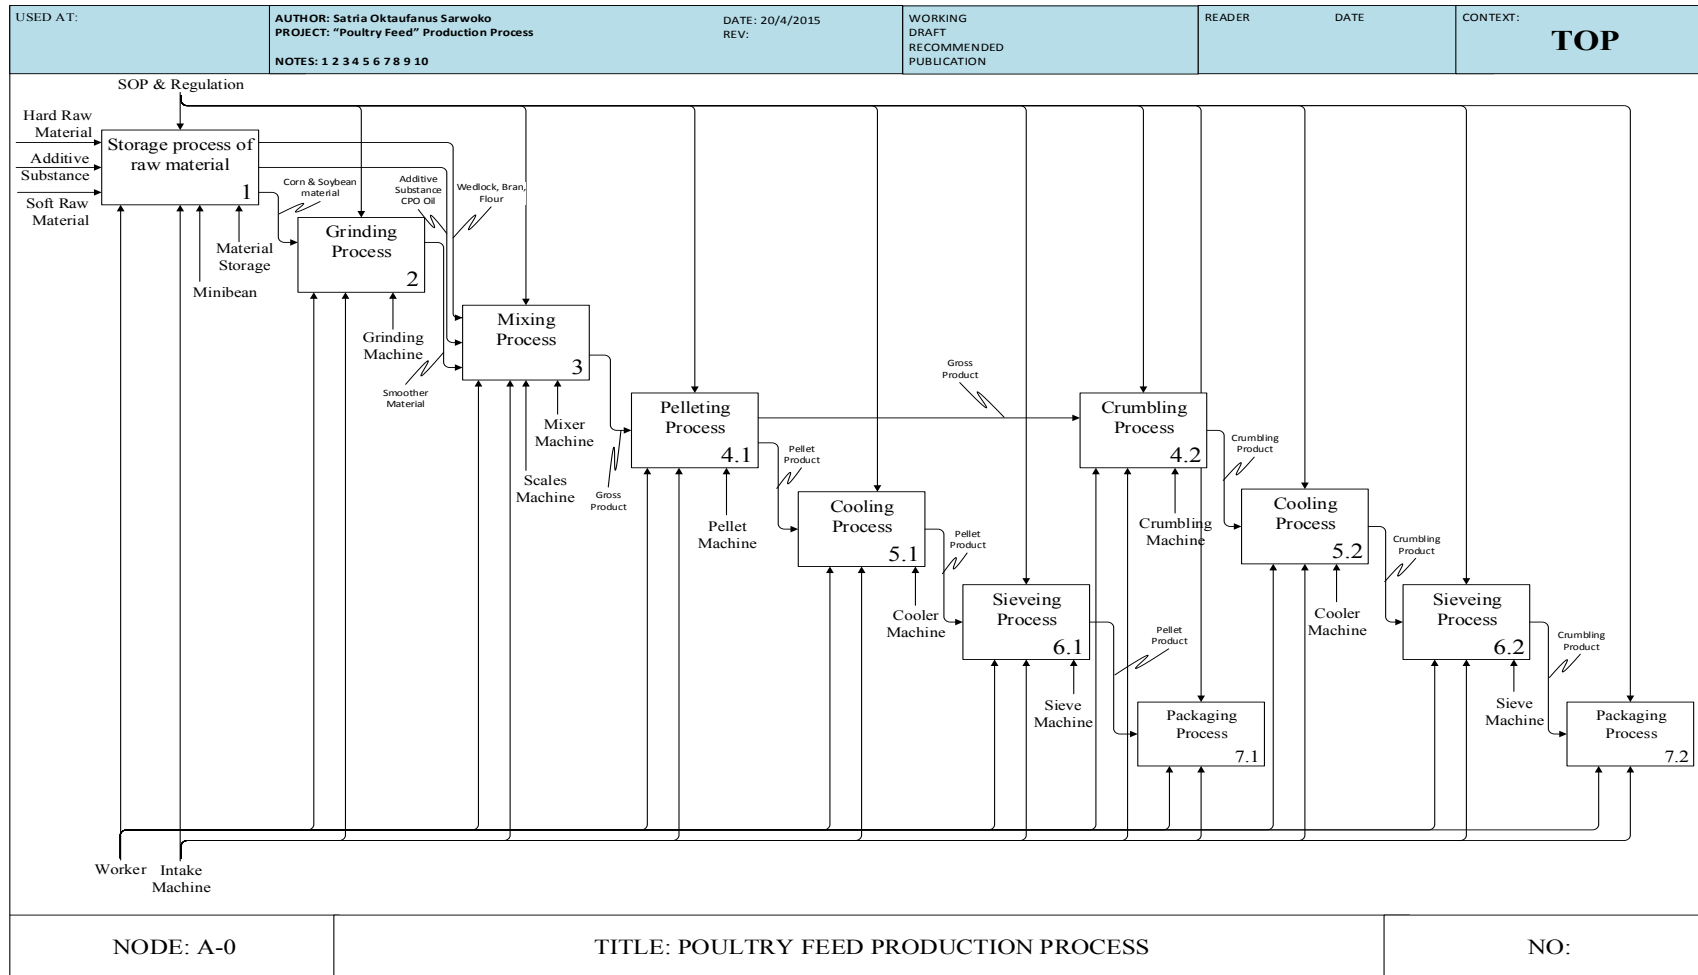 USED AT:
AUTHOR: Satria Oktaufanus Sarwoko
PROJECT: “Poultry Feed” Production Process
NOTES: 1 2 3 4 5 6 7 8 9 10
DATE: 20/4/2015
REV:
WORKING
DRAFT
RECOMMENDED
PUBLICATION
READER
DATE
CONTEXT:
TOP
SOP & Regulation
Hard Raw
Material
Additive
Substance
Soft Raw
Material
Storage process of
raw material
1
Corn & Soybean
material
Additive
Substance
CPO Oil
Wedlock, Bran,
Flour
Material
Storage
Minibean
Grinding
Process
2
Grinding
Machine
Smoother
Material
Mixing
Process
3
Mixer
Machine
Scales
Machine
Gross
Product
Pelleting
Process
4.1
Pellet
Machine
Pellet
Product
Gross
Product
Cooling
Process
5.1
Cooler
Machine
Pellet
Product
Sieveing
Process
6.1
Sieve
Machine
Pellet
Product
Packaging
Process
7.1
Crumbling
Process
4.2
Crumbling
Machine
Crumbling
Product
Cooling
Process
5.2
Cooler
Machine
Crumbling
Product
Sieveing
Process
6.2
Sieve
Machine
Crumbling
Product
Packaging
Process
7.2
Worker
Intake
Machine
NODE: A-0
TITLE: POULTRY FEED PRODUCTION PROCESS
NO: